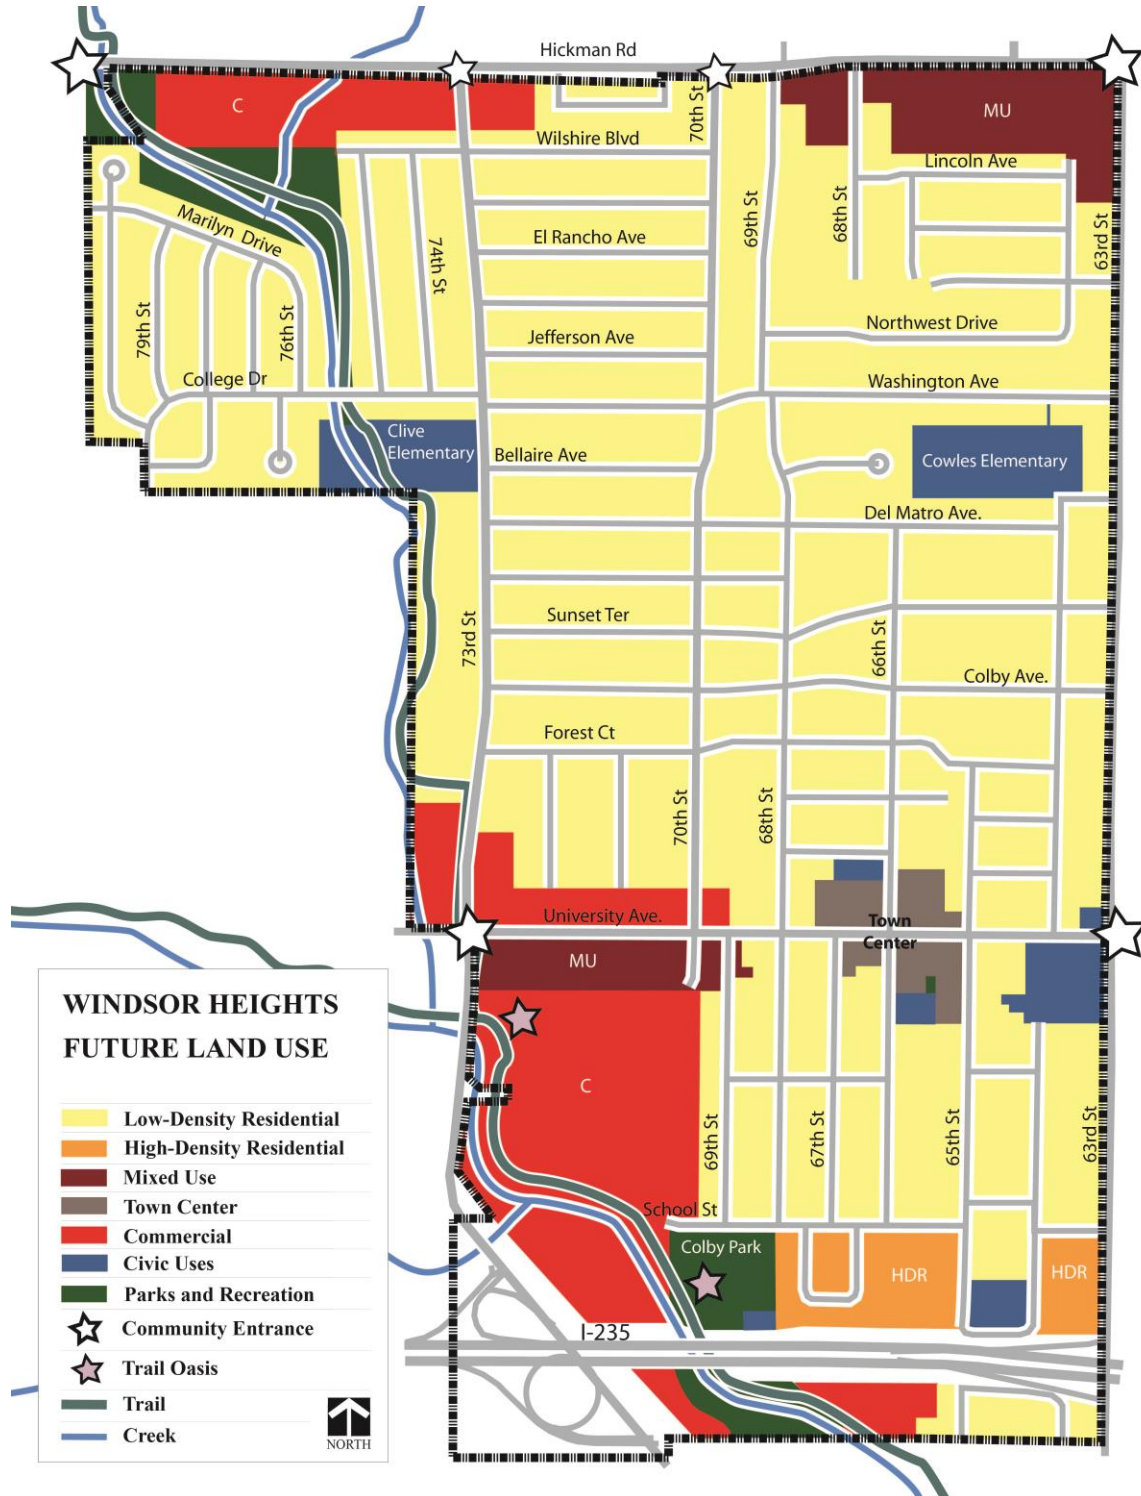 Hickman Rd
C
70th St
MU
Wilshire Blvd
Lincoln Ave
Marilyn Drive
74th St
El Rancho Ave
69th St
68th St
63rd St
79th St
76th St
Jefferson Ave
Northwest Drive
College Dr
Washington Ave
Clive
Elementary
Bellaire Ave
Cowles Elementary
Del Matro Ave.
Sunset Ter
73rd St
66th St
Colby Ave.
Forest Ct
70th St
68th St
University Ave.
Town
Center
MU
C
69th St
67th St
65th St
63rd St
School St
Colby Park
HDR
HDR
I-235
WINDSOR HEIGHTS
FUTURE LAND USE
Low-Density Residential
High-Density Residential
Mixed Use
Town Center
Commercial
Civic Uses
Parks and Recreation
Community Entrance
Trail Oasis
Trail
Creek
NORTH